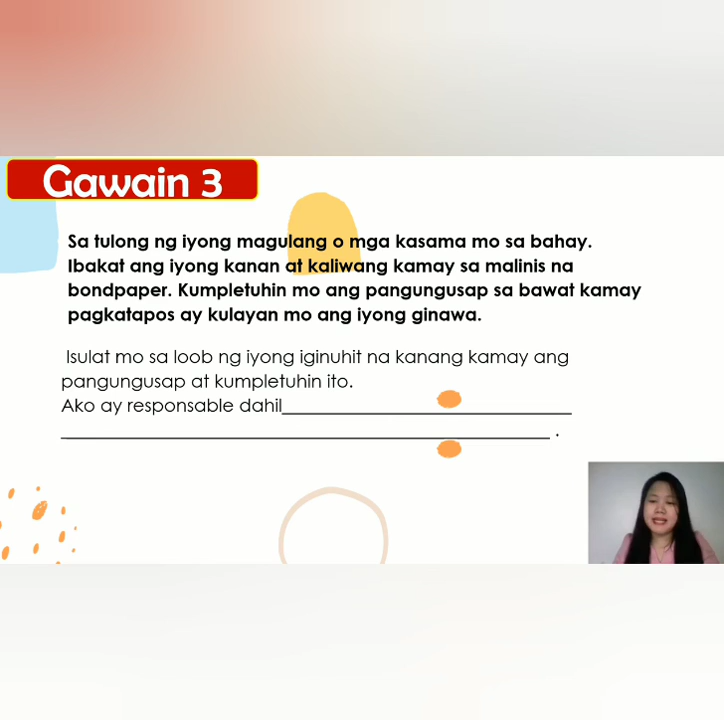 Gawain 3
Sa tulong ng iyong magulang o mga kasama mo sa bahay.
Ibakat ang iyong kanan at kaliwang kamay sa malinis na
bondpaper. Kumpletuhin mo ang pangungusap sa bawat kamay
pagkatapos ay kulayan mo ang iyong ginawa.
Isulat mo sa loob ng iyong iginuhit na kanang kamay ang
pangungusap at kumpletuhin ito.
Ako ay responsable dahil______________________________
__________________________________________________ .